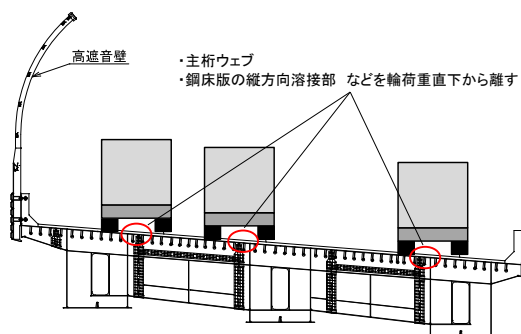 高遮音壁
・主桁ウェブ
・鋼床版の縦方向溶接部 などを輪荷重直下から離す